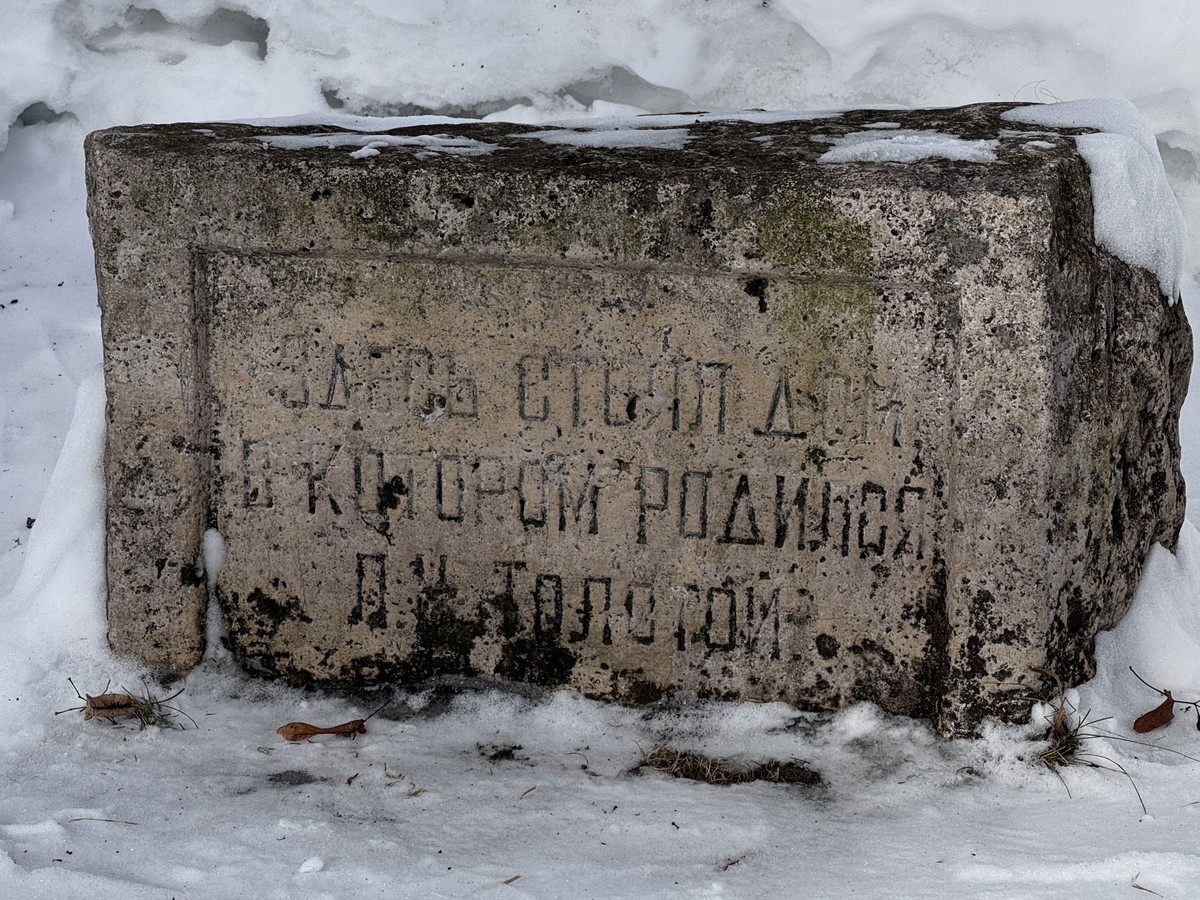 ЗДЕСЬ СТОЯЛ ДОМ,
В КОТОРОМ РОДИЛСЯ
Л. Н. ТОЛСТОЙ